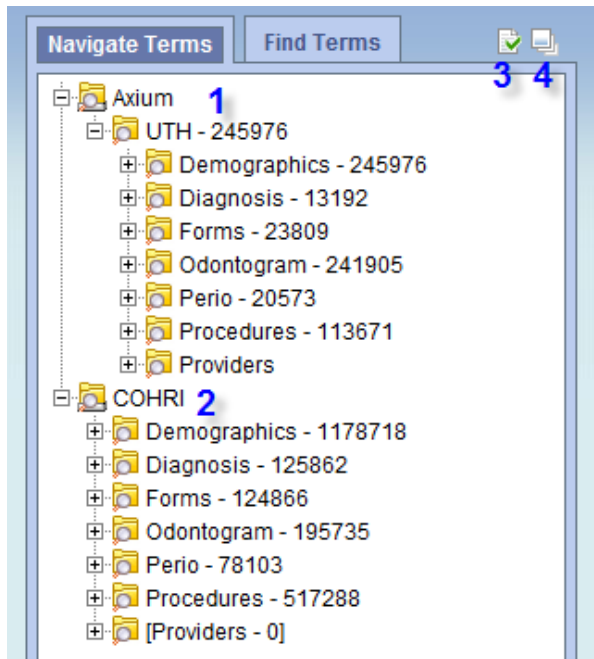 Navigate Terms Find Terms
3 4
Axium 1
UTH - 245976
Demographics - 245976
Diagnosis - 13192
Forms - 23809
Odontogram - 241905
Perio - 20573
Procedures - 113671
Providers
COHRI 2
Demographics - 1178718
Diagnosis - 125862
Forms - 124866
Odontogram - 195735
Perio - 78103
Procedures - 517288
[Providers - 0]